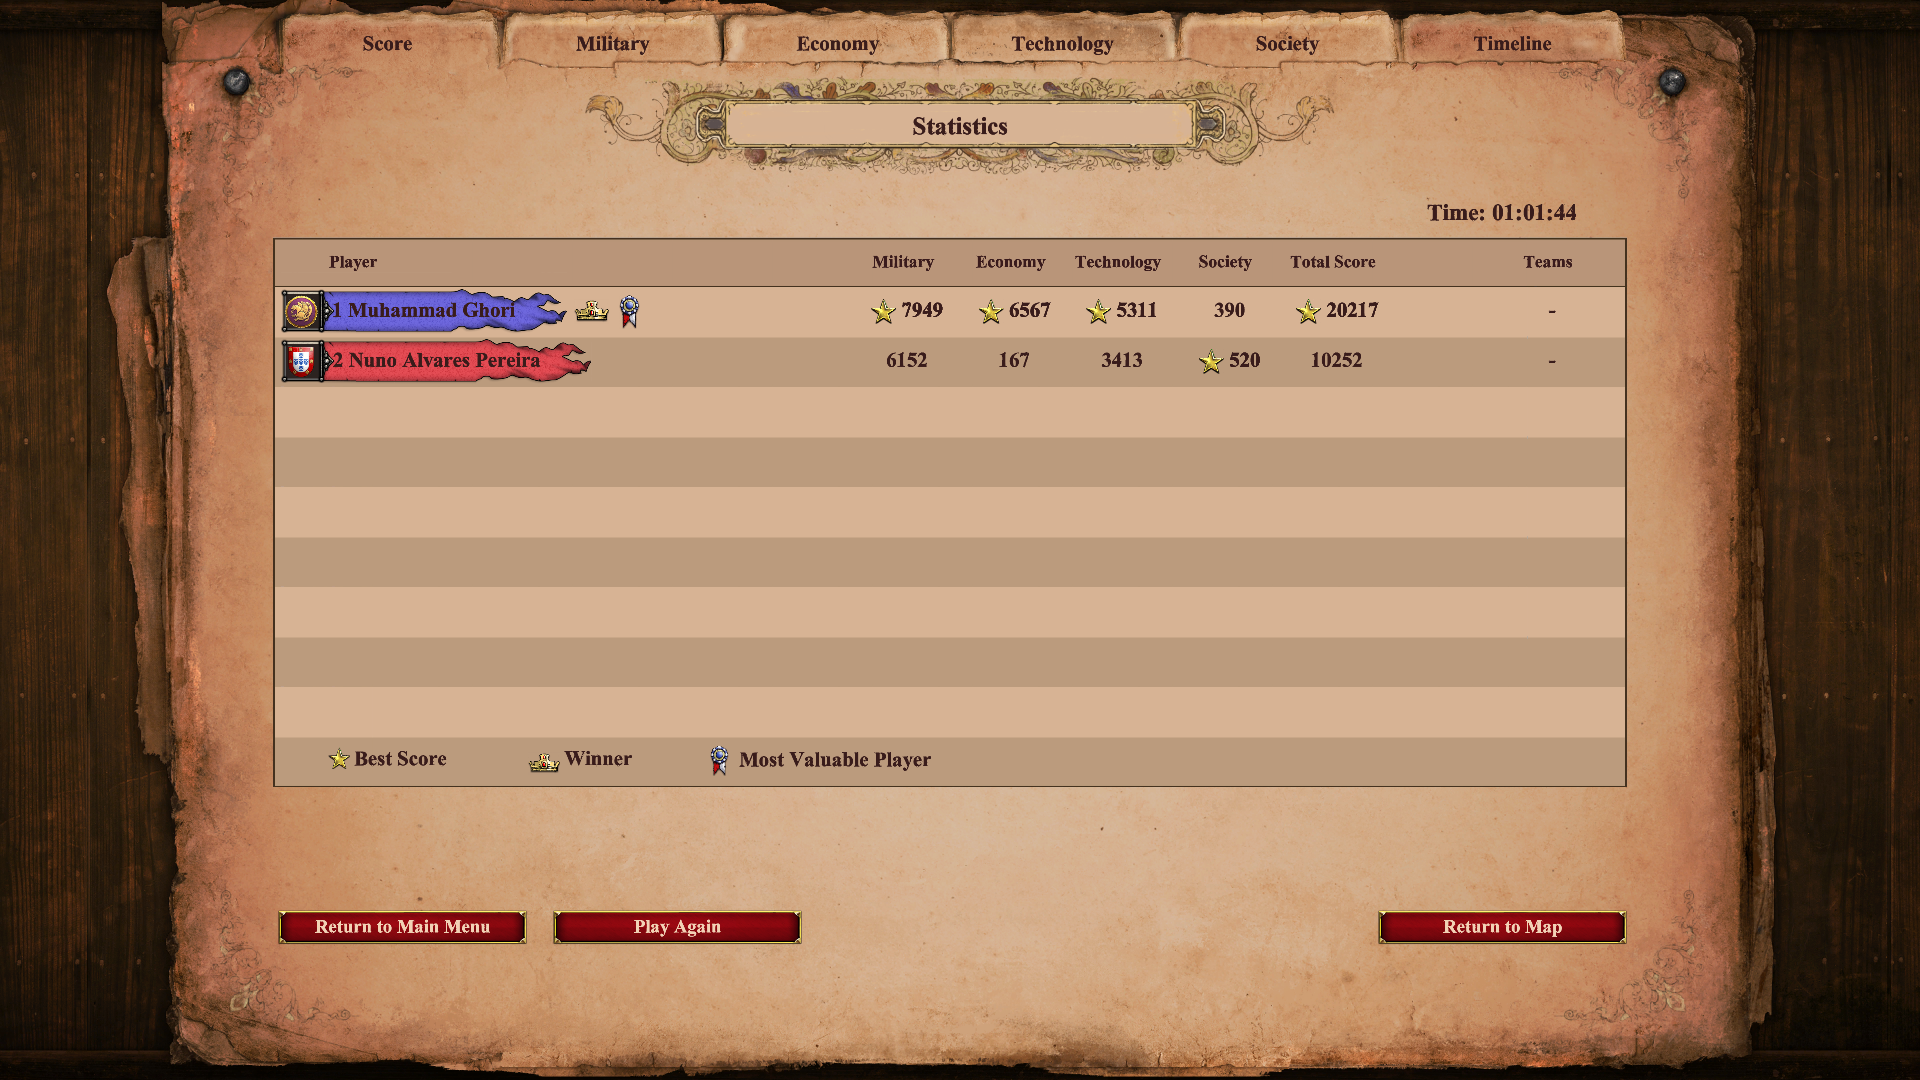 Score Military Economy Technology Society Timeline
Statistics
Time: 01:01:44
Player Military Economy Technology Society Total Score Teams
1 Muhammad Ghori 7949 6567 5311 390 20217 -
2 Nuno Alvares Pereira 6152 167 3413 520 10252 -
Best Score Winner Most Valuable Player
Return to Main Menu Play Again Return to Map